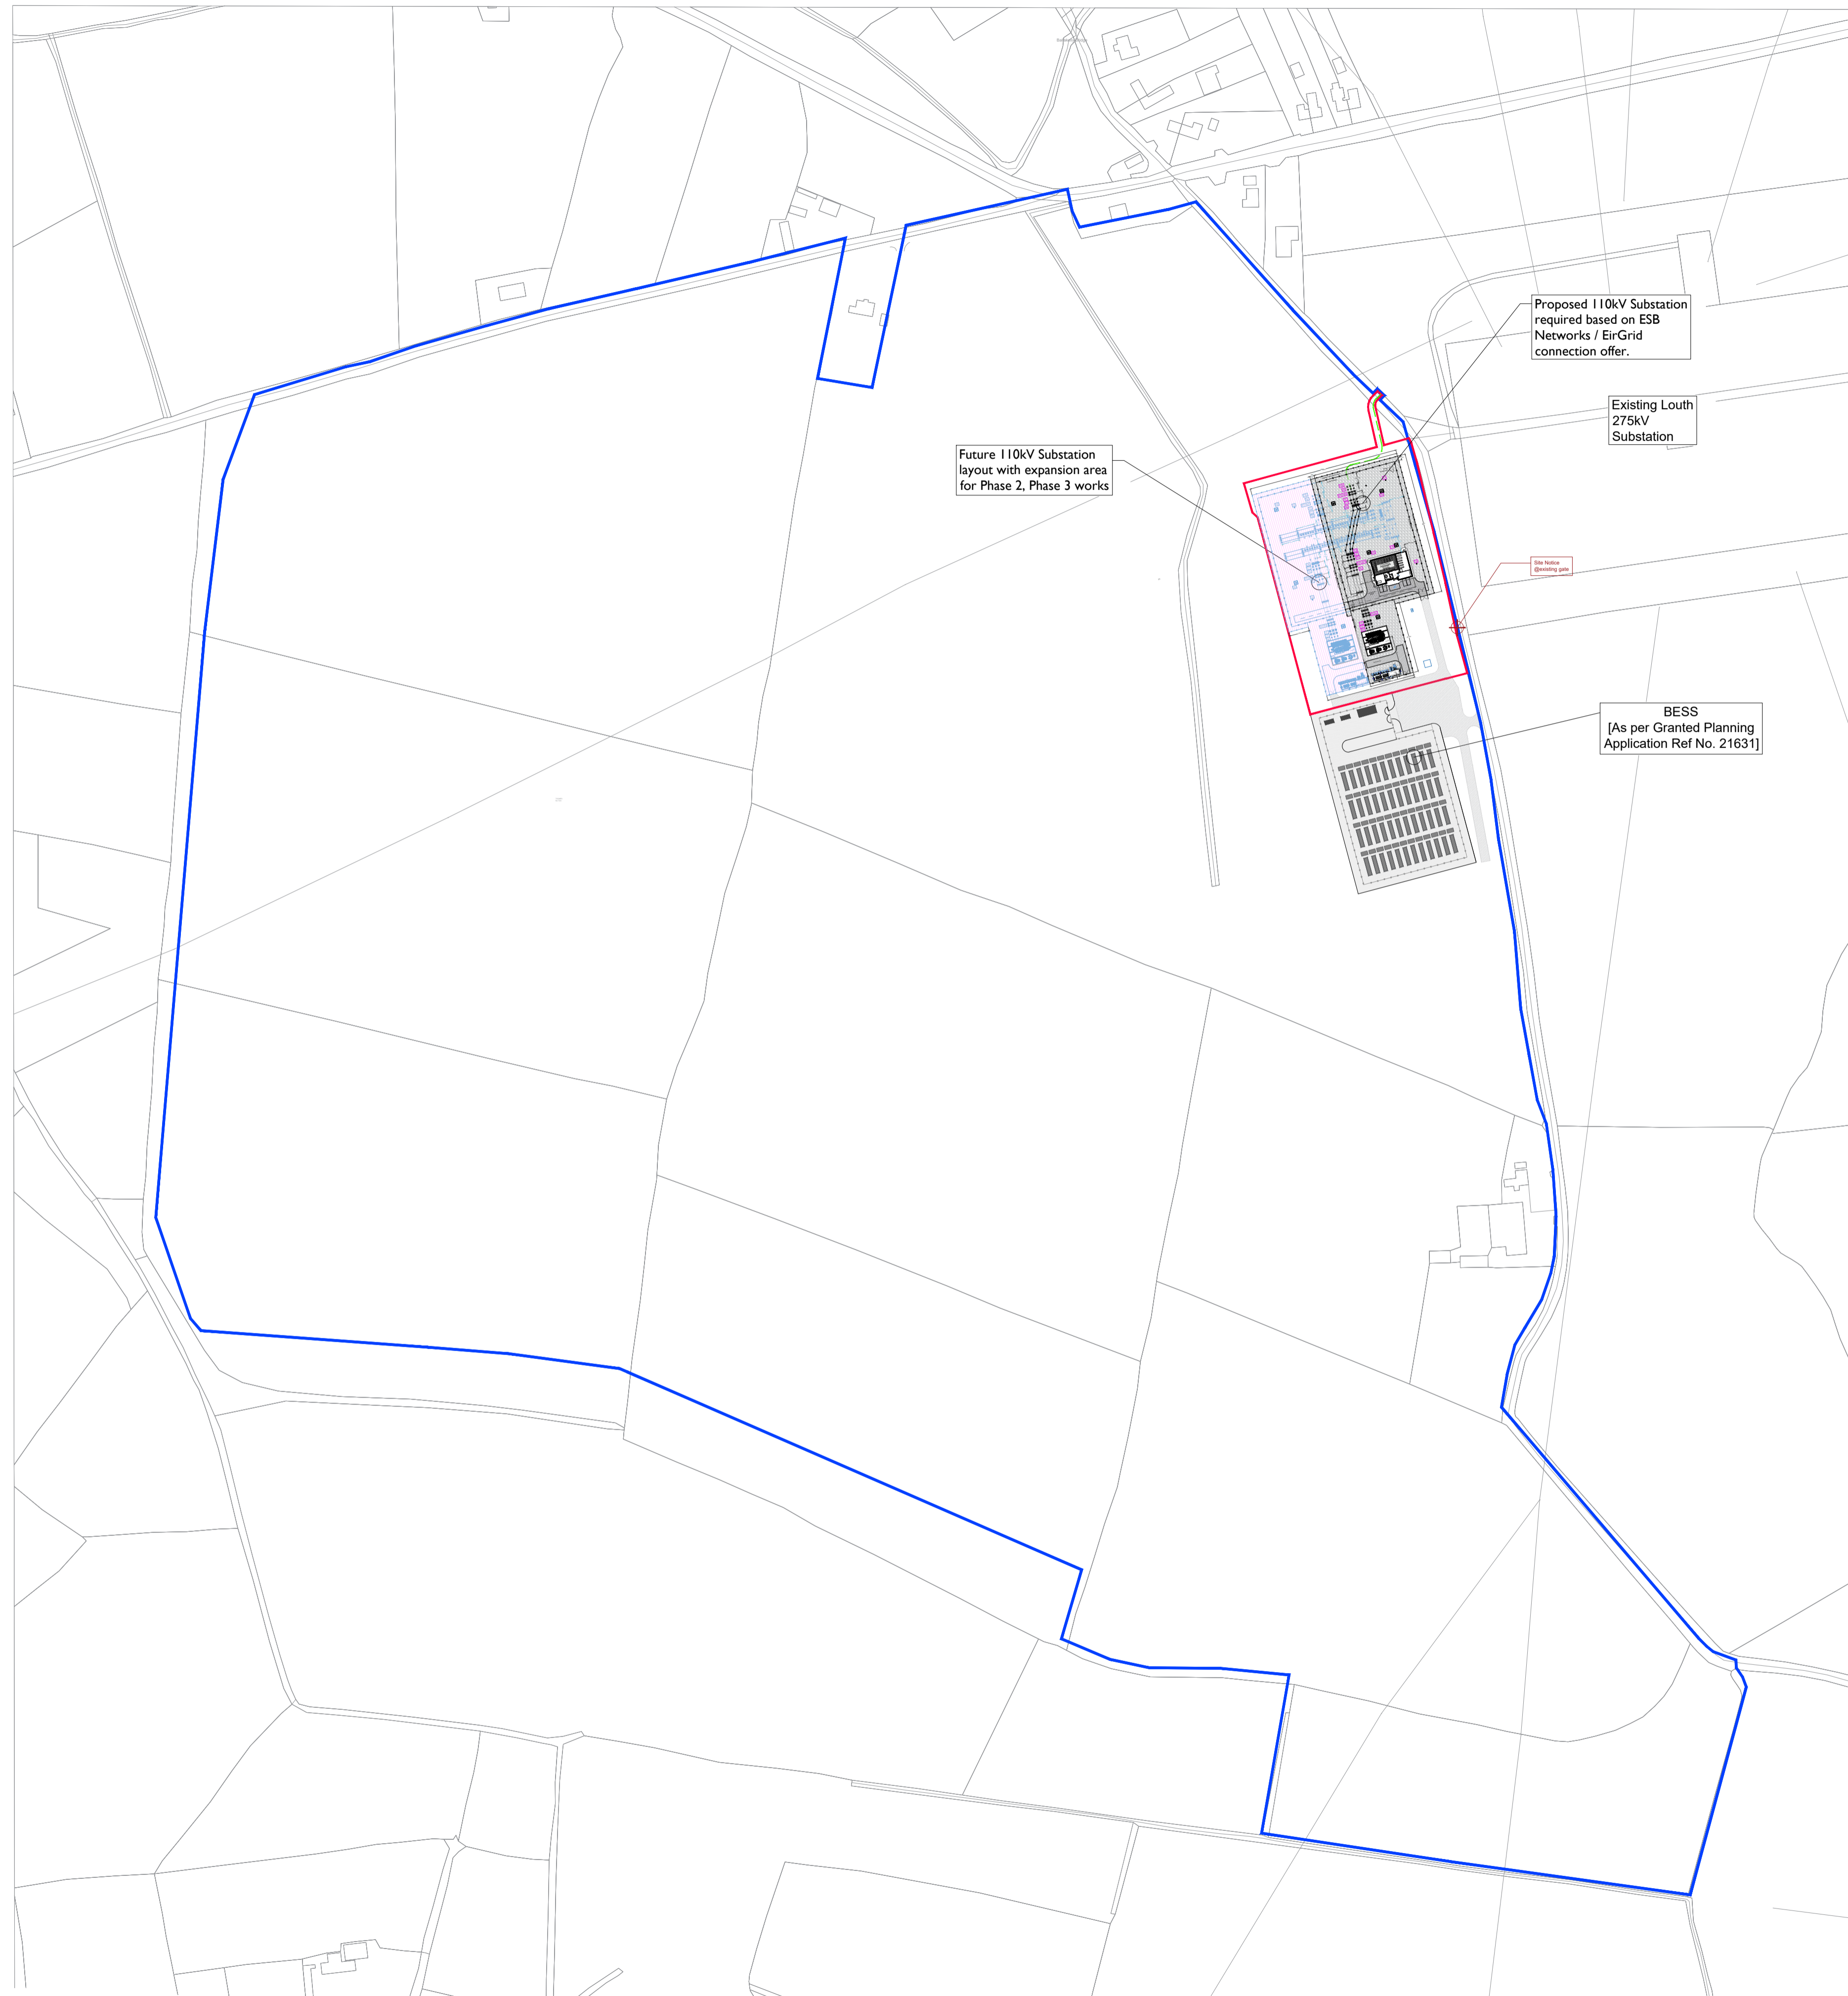 Proposed 110kV Substation
required based on ESB
Networks / EirGrid
connection offer.
Existing Louth
275kV
Substation
Future 110kV Substation
layout with expansion area
for Phase 2, Phase 3 works
Site Notice
@existing gate
BESS
[As per Granted Planning
Application Ref No. 21631]